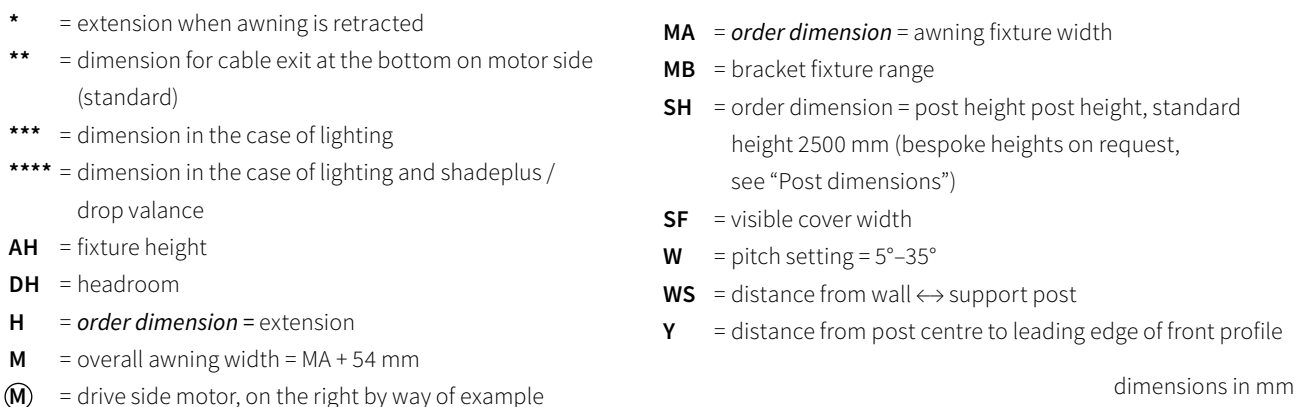 * = extension when awning is retracted
** = dimension for cable exit at the bottom on motor side
(standard)
*** = dimension in the case of lighting
**** = dimension in the case of lighting and shadeplus /
drop valance
AH = fixture height
DH = headroom
H = order dimension = extension
M = overall awning width = MA + 54 mm
Ⓜ = drive side motor, on the right by way of example
MA = order dimension = awning fixture width
MB = bracket fixture range
SH = order dimension = post height post height, standard
height 2500 mm (bespoke heights on request,
see “Post dimensions”)
SF = visible cover width
W = pitch setting = 5°–35°
WS = distance from wall ↔ support post
Y = distance from post centre to leading edge of front profile
dimensions in mm